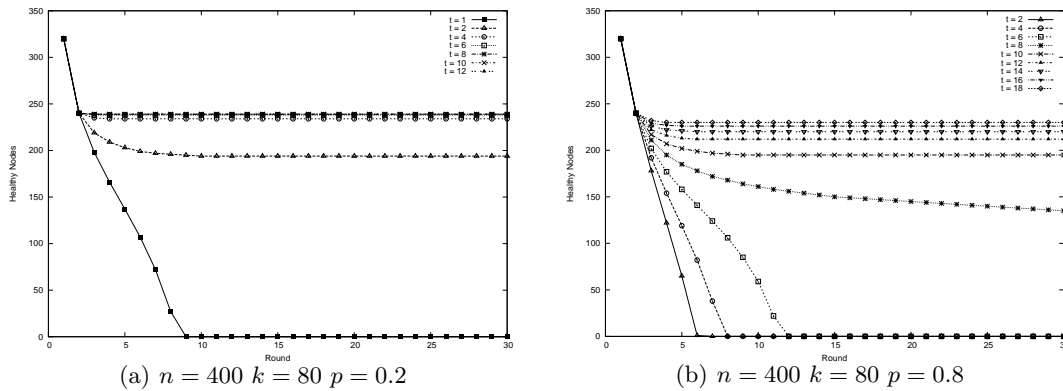 350
300
250
200
150
100
50
0
0
5
10
15
20
25
30
Healthy Nodes
Round
t = 1
t = 2
t = 4
t = 6
t = 8
t = 10
t = 12
(a) n = 400 k = 80 p = 0.2
350
300
250
200
150
100
50
0
0
5
10
15
20
25
30
Healthy Nodes
Round
t = 2
t = 4
t = 6
t = 8
t = 10
t = 12
t = 14
t = 16
t = 18
(b) n = 400 k = 80 p = 0.8